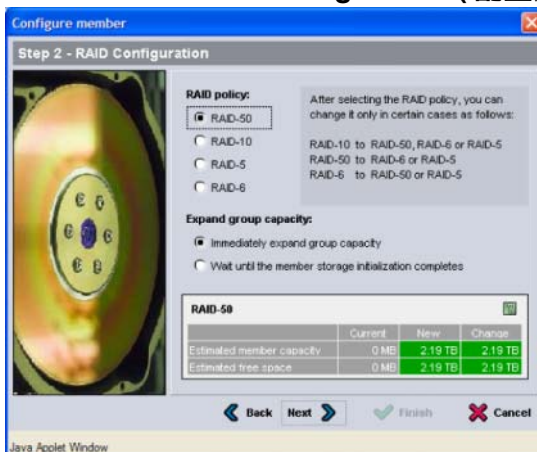 Configure member
Step 2 - RAID Configuration
RAID policy:
RAID-50
RAID-10
RAID-5
RAID-6
After selecting the RAID policy, you can
change it only in certain cases as follows:
RAID-10 to RAID-50, RAID-6 or RAID-5
RAID-50 to RAID-6 or RAID-5
RAID-6 to RAID-50 or RAID-5
Expand group capacity:
Immediately expand group capacity
Wait until the member storage initialization completes
RAID-50
Current New Change
Estimated member capacity 0 MB 2.19 TB 2.19 TB
Estimated free space 0 MB 2.19 TB 2.19 TB
Back Next Finish Cancel
Java Applet Window